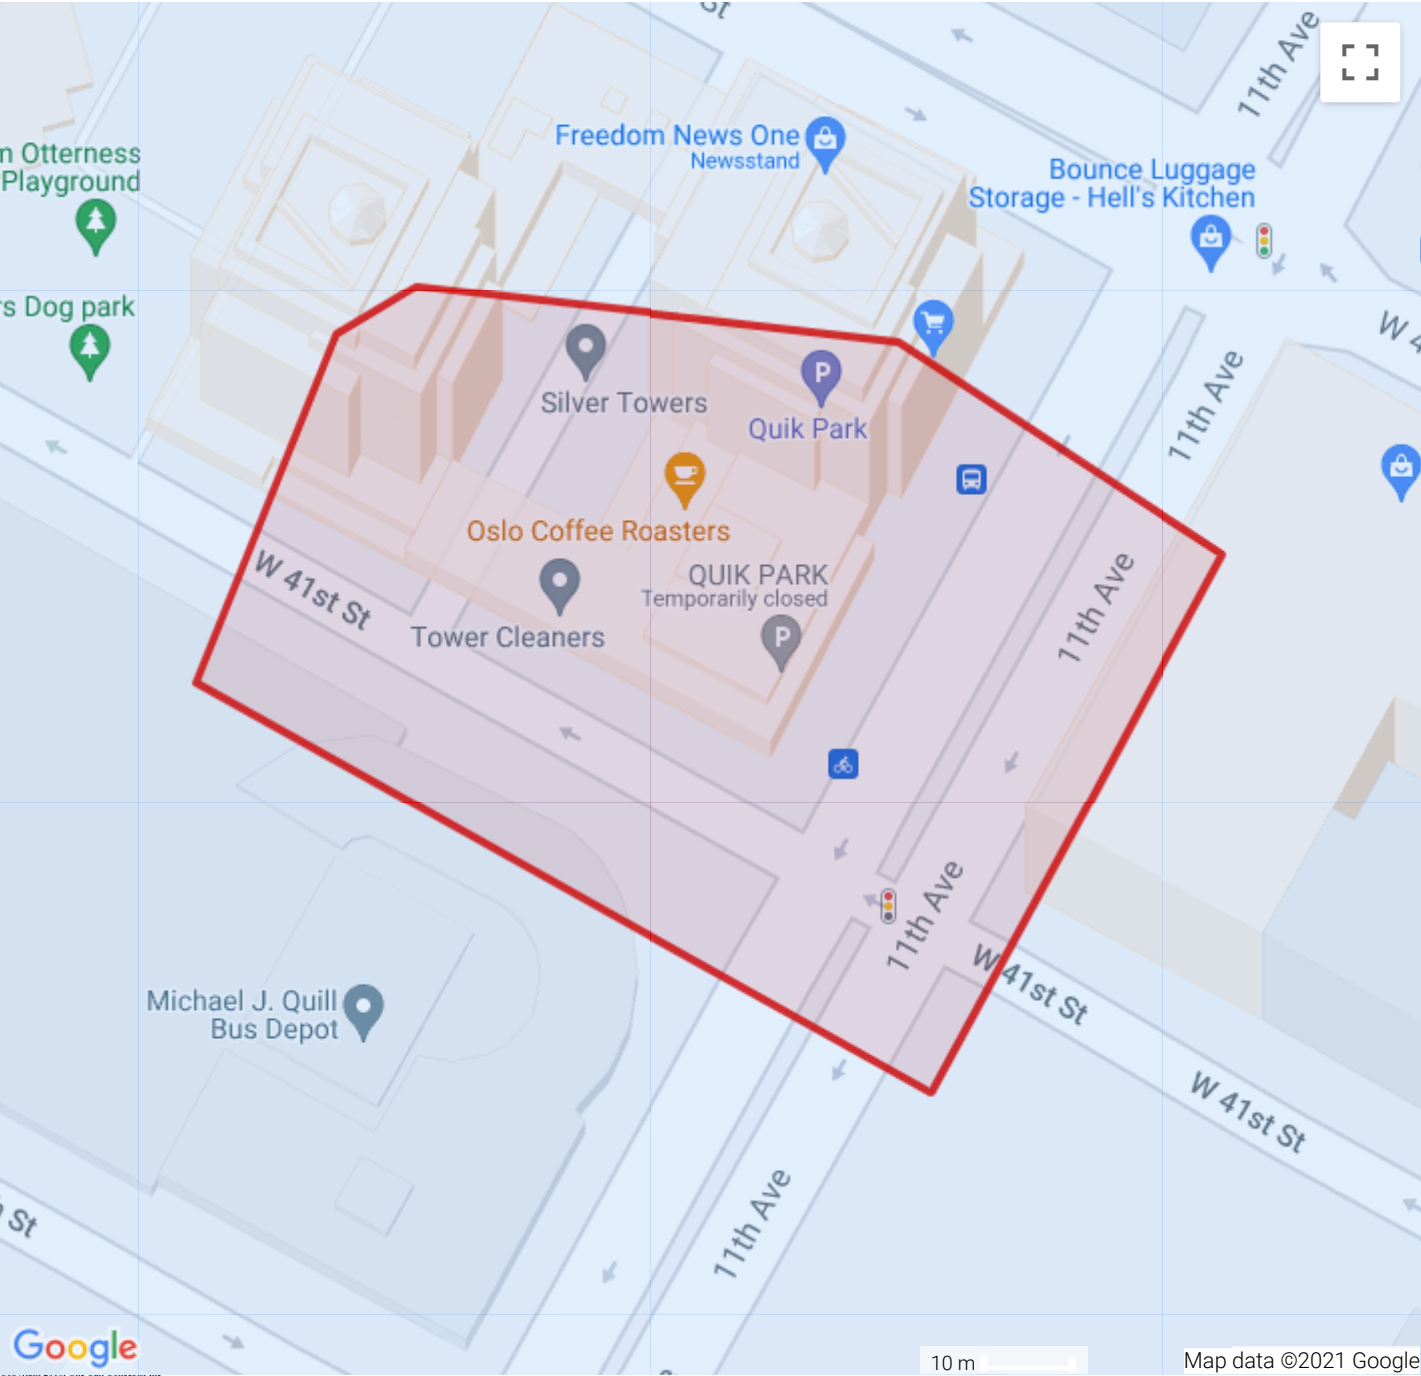 St
11th Ave
Freedom News One
Newsstand
m Otterness
Playground
Bounce Luggage
Storage - Hell's Kitchen
rs Dog park
W 4
11th Ave
P
Silver Towers
Quik Park
Oslo Coffee Roasters
W 41st St
QUIK PARK
Temporarily closed
11th Ave
P
Tower Cleaners
11th Ave
W 41st St
Michael J. Quill
Bus Depot
W 41st St
St
11th Ave
Google
10 m
Map data ©2021 Google